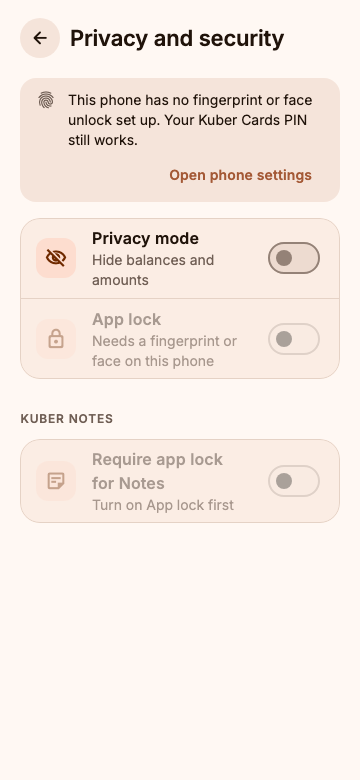 Privacy and security
This phone has no fingerprint or face
unlock set up. Your Kuber Cards PIN
still works.
Open phone settings
Privacy mode
Hide balances and
amounts
App lock
Needs a fingerprint or
face on this phone
KUBER NOTES
Require app lock
for Notes
Turn on App lock first